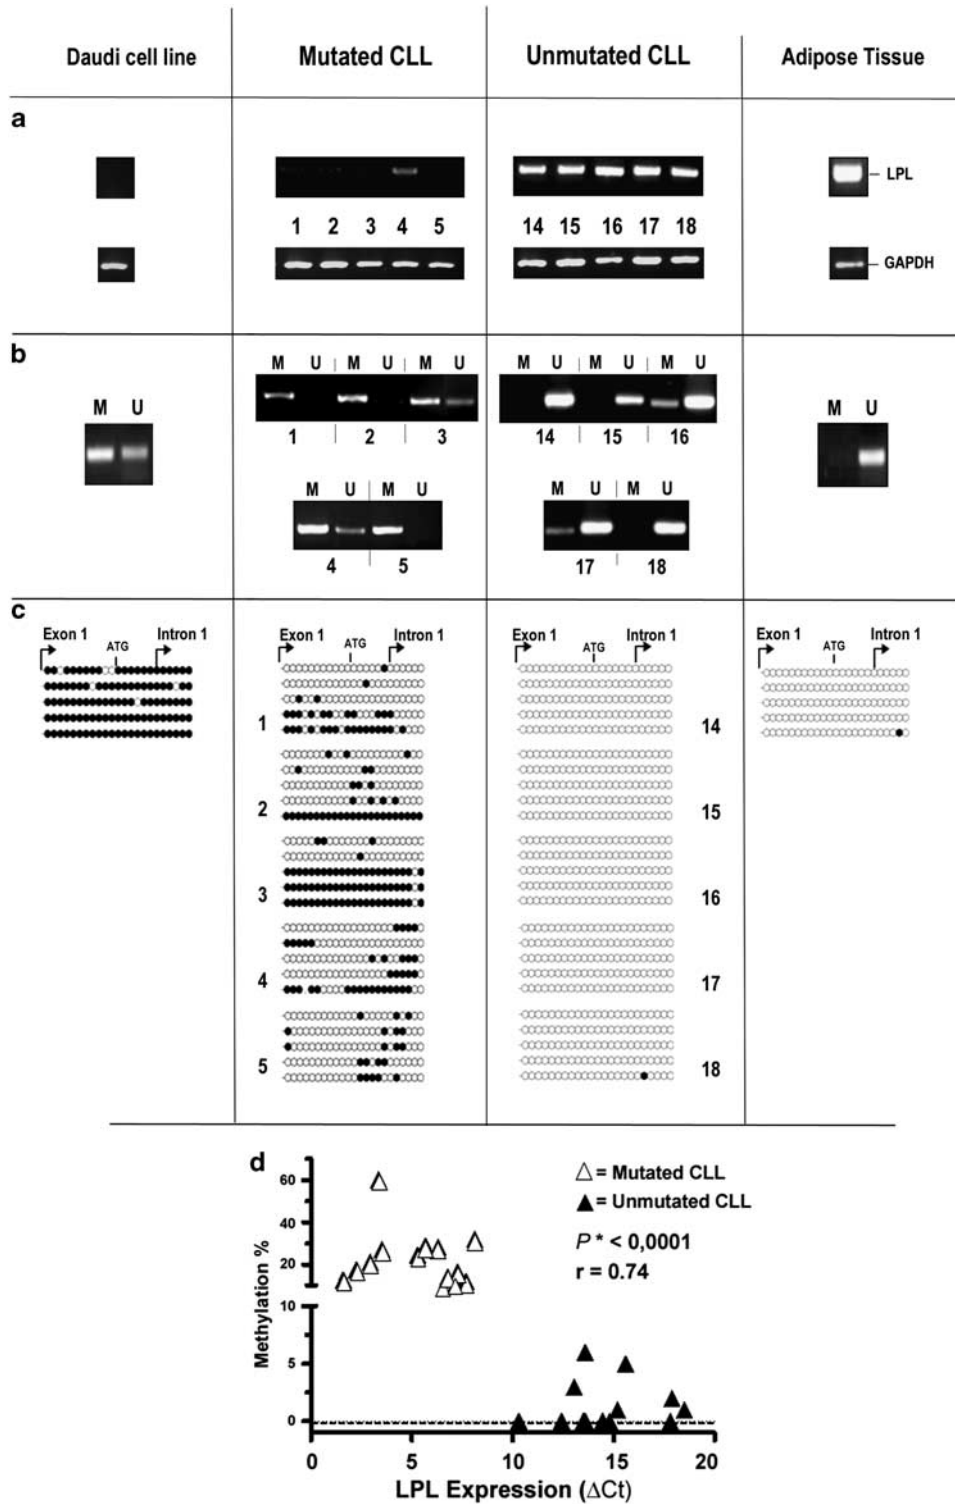 Daudi cell line Mutated CLL Unmutated CLL Adipose Tissue
a
LPL
1 2 3 4 5 14 15 16 17 18
GAPDH
b
M U M U M U M U M U M U
M U M U
1 2 3 14 15 16
M U M U M U M U
4 5 17 18
c
Exon 1 ATG Intron 1 Exon 1 ATG Intron 1 Exon 1 ATG Intron 1 Exon 1 ATG Intron 1
1 14
2 15
3 16
4 17
5 18
d
Methylation %
60
40
20
10
5
0
= Mutated CLL
= Unmutated CLL
P * < 0,0001
r = 0.74
0 5 10 15 20
LPL Expression (ΔCt)